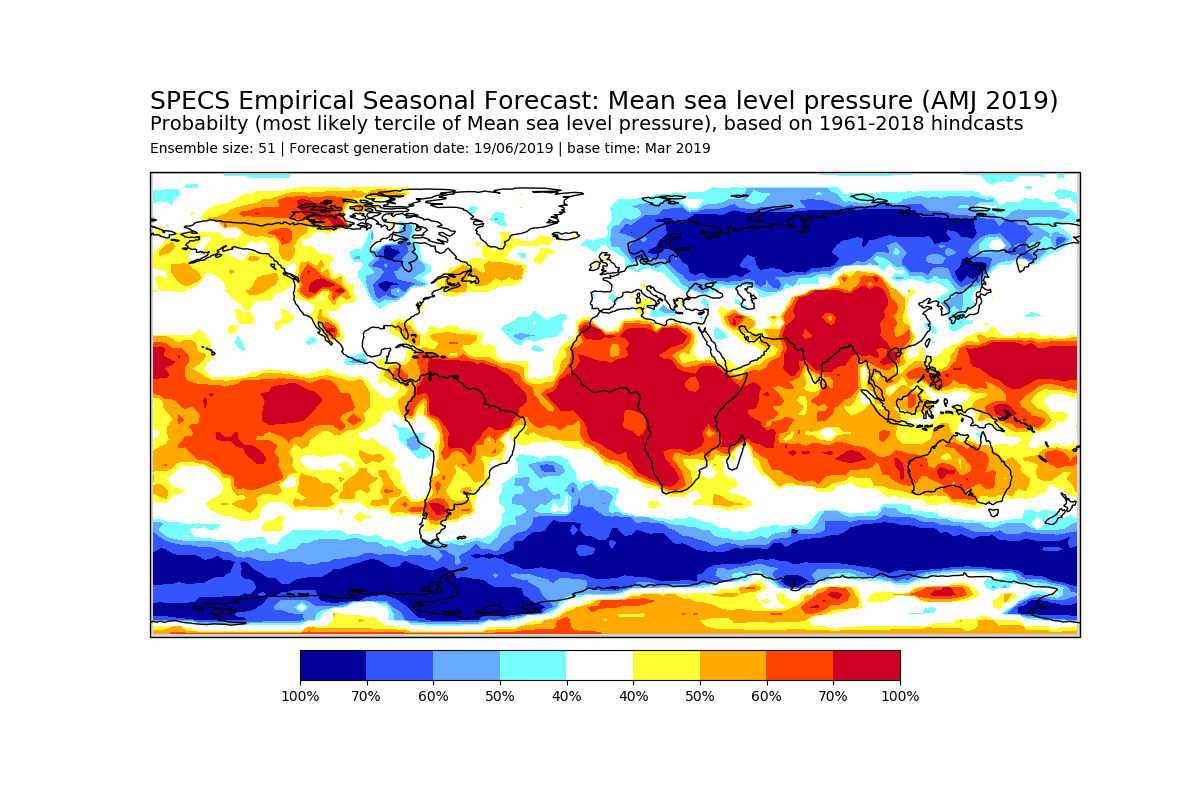 SPECS Empirical Seasonal Forecast: Mean sea level pressure (AMJ 2019)
Probabilty (most likely tercile of Mean sea level pressure), based on 1961-2018 hindcasts
Ensemble size: 51 | Forecast generation date: 19/06/2019 | base time: Mar 2019
100% 70% 60% 50% 40% 40% 50% 60% 70% 100%